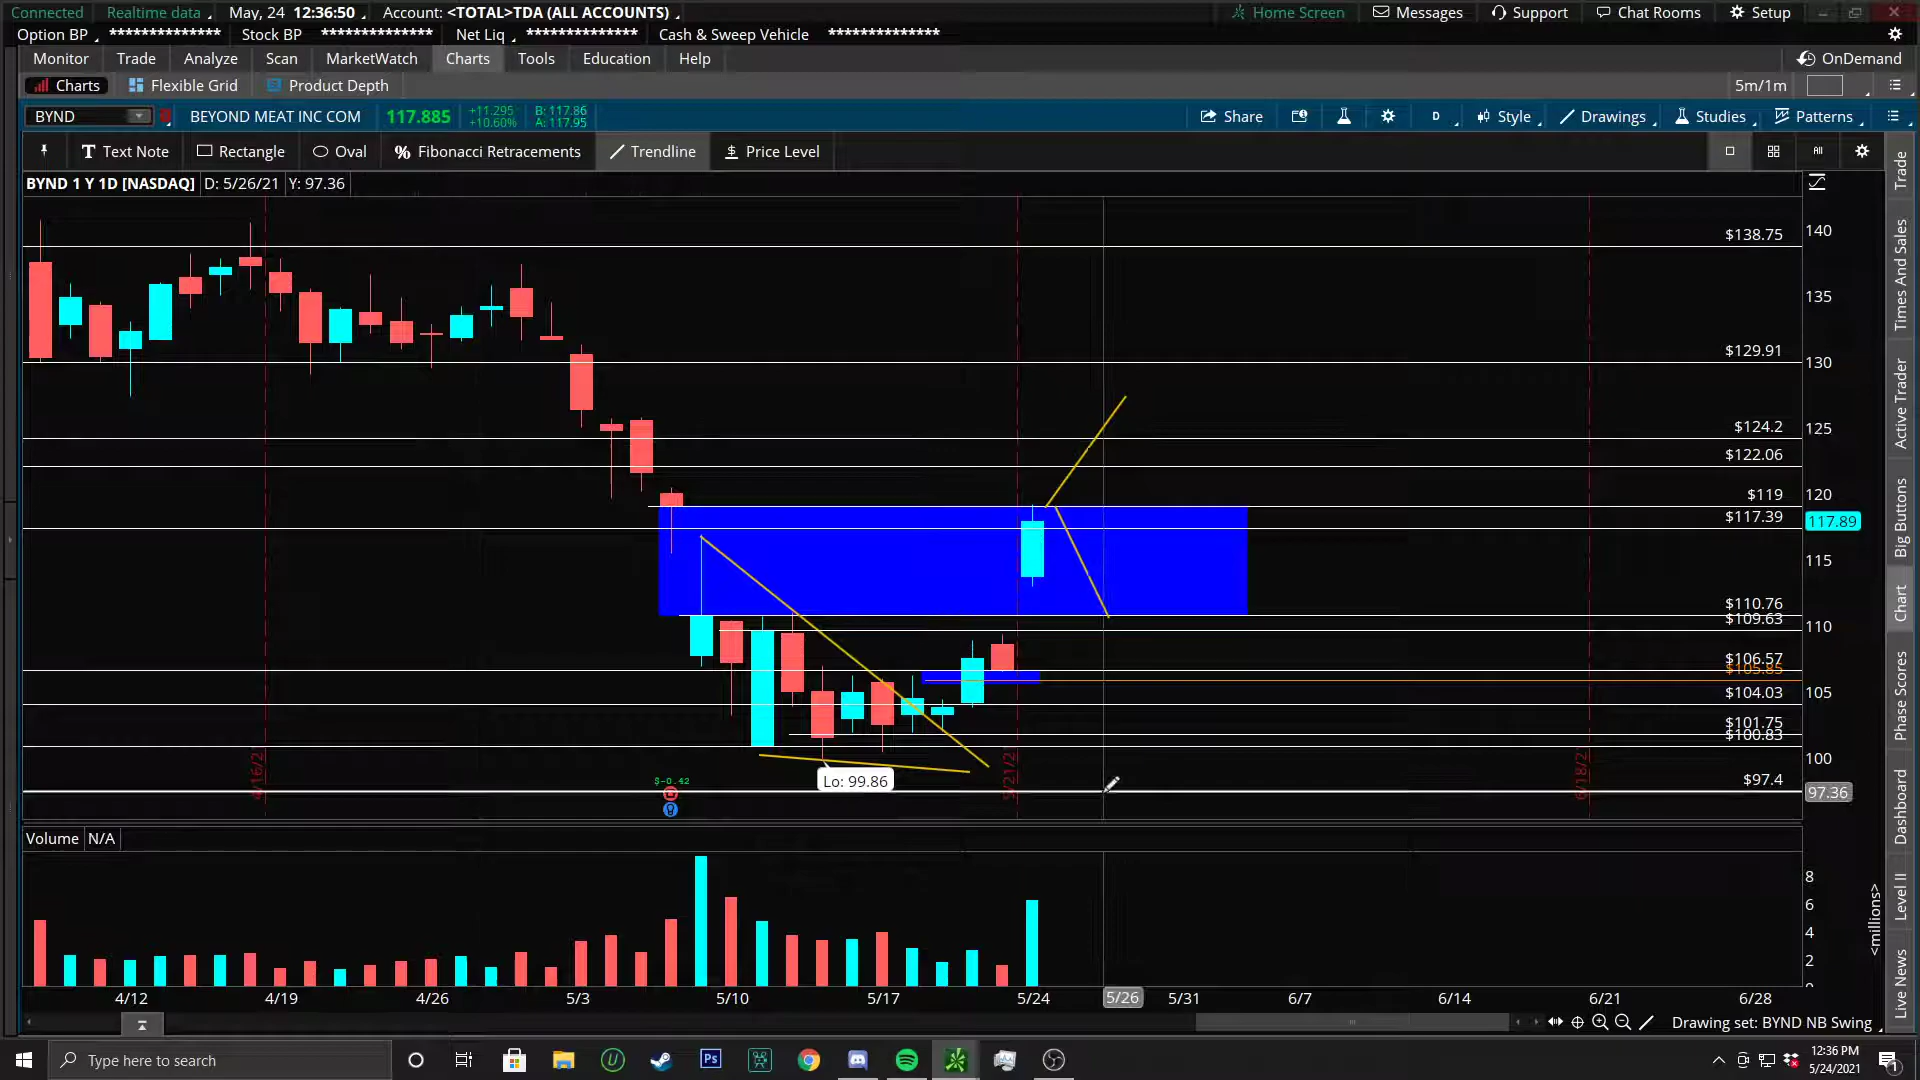 Connected Realtime data May, 24 12:36:50 Account: <TOTAL>TDA (ALL ACCOUNTS) Home Screen Messages Support Chat Rooms Setup
Option BP ************** Stock BP ************** Net Liq ************** Cash & Sweep Vehicle **************
Monitor Trade Analyze Scan MarketWatch Charts Tools Education Help OnDemand
Charts Flexible Grid Product Depth 5m/1m
BYND BEYOND MEAT INC COM 117.885 +11.295 B: 117.86 Share D Style Drawings Studies Patterns
+10.60% A: 117.95
T Text Note Rectangle Oval % Fibonacci Retracements Trendline $ Price Level All
BYND 1 Y 1D [NASDAQ] D: 5/26/21 Y: 97.36
Trade
Times And Sales
Active Trader
Big Buttons
Chart
Phase Scores
Dashboard
Level II
Live News
$138.75
$129.91
$124.2
$122.06
$119
$117.39
$110.76
$109.63
$106.57
$105.85
$104.03
$101.75
$100.83
$97.4
140
135
130
125
120
117.89
115
110
105
100
97.36
Lo: 99.86
$-0.42
Volume N/A
8
6
4
2
<millions>
4/12 4/19 4/26 5/3 5/10 5/17 5/24 5/26 5/31 6/7 6/14 6/21 6/28
Drawing set: BYND NB Swing
Type here to search
Ps
12:36 PM
5/24/2021
1